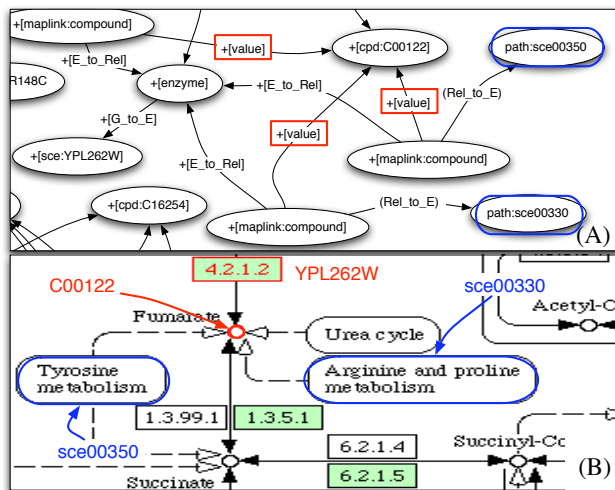 +[maplink:compound]
+[value]
+[cpd:C00122]
path:sce00350
+[E_to_Rel]
R148C
+[enzyme]
+[E_to_Rel]
(Rel_to_E)
+[value]
+[G_to_E]
+[value]
+[sce:YPL262W]
+[E_to_Rel]
+[maplink:compound]
+[cpd:C16254]
(Rel_to_E)
+[maplink:compound]
path:sce00330
(A)
4.2.1.2
YPL262W
C00122
sce00330
Fumarate
Acetyl-C
Urea cycle
Tyrosine
metabolism
Arginine and proline
metabolism
1.3.99.1
1.3.5.1
sce00350
6.2.1.4
Succinyl-Co
6.2.1.5
Succinate
(B)